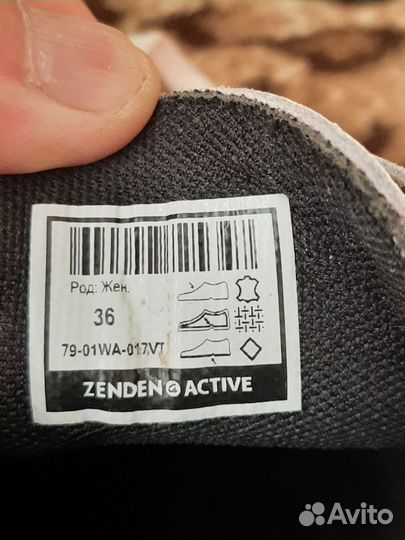 Род: Жен.
36
79-01WA-017VT
ZENDEN ACTIVE
Avito